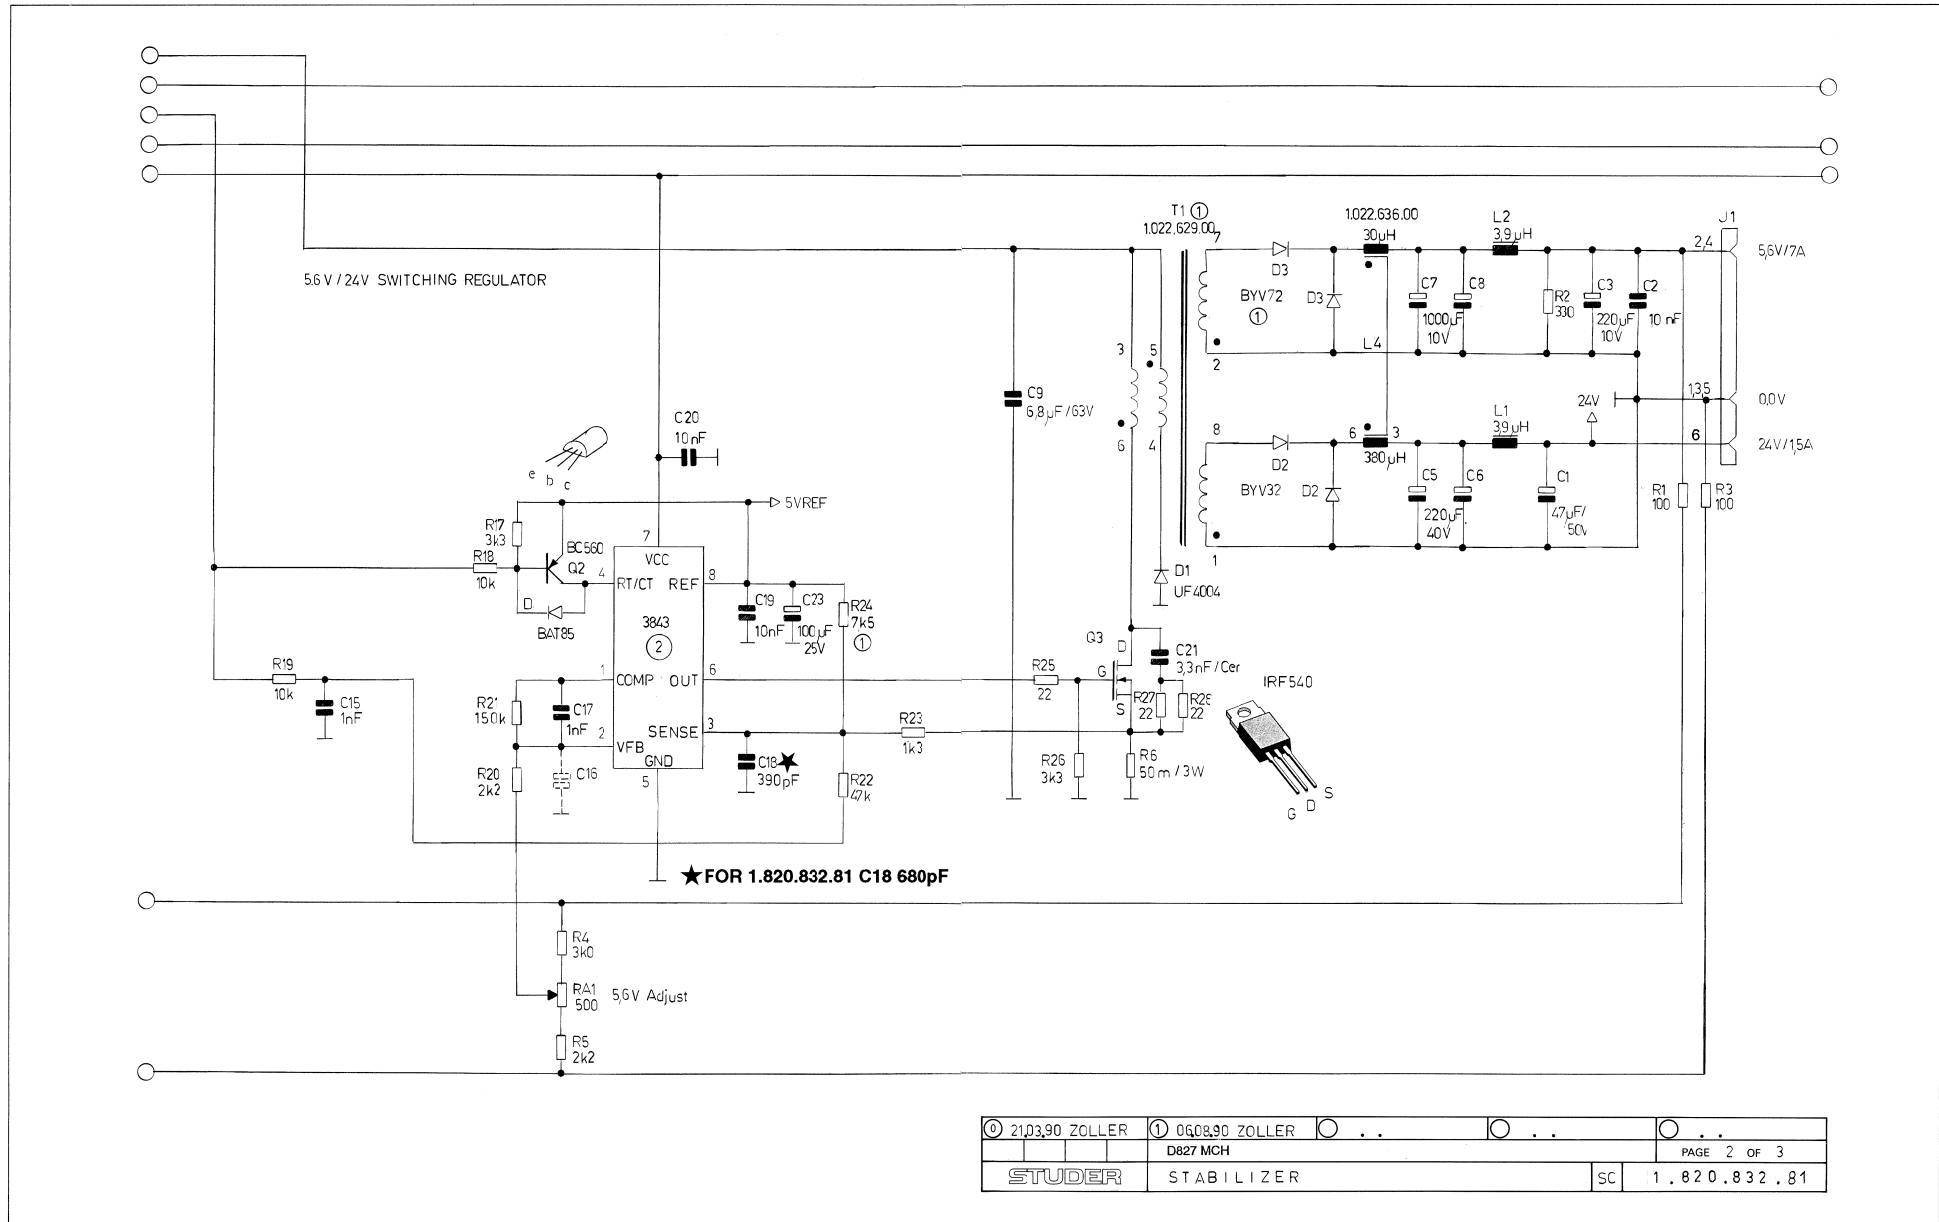 5.6 V / 24V SWITCHING REGULATOR
T1 ①
1.022.629.00
7
D3
BYV72
①
D3
1.022.636.00
30µH
L4
C7
1000µF
10V
C8
L2
3,9µH
R2
330
C3
220µF
10V
C2
10 nF
2,4
J1
5,6V/7A
2
3
5
6
4
C9
6,8µF/63V
1,3,5
0,0V
24V
8
D2
BYV32
D2
6
3
380µH
L1
3,9µH
6
24V/1,5A
C5
220µF
40V
C6
C1
47µF/
50V
R1
100
R3
100
1
C20
10nF
e
b
c
5VREF
R17
3k3
R18
10k
BC560
Q2
D
BAT85
7
VCC
4
RT/CT
REF
8
3843
②
1
COMP
OUT
6
SENSE
3
2
VFB
GND
5
C19
10nF
C23
100µF
25V
R24
7k5
①
D1
UF4004
Q3
D
G
S
C21
3,3nF/Cer
R27
22
R28
22
IRF540
G
D
S
R19
10k
C15
1nF
R21
150k
C17
1nF
R20
2k2
C16
C18★
390pF
R22
47k
R23
1k3
R25
22
R26
3k3
R6
50m/3W
★FOR 1.820.832.81 C18 680pF
R4
3k0
RA1
500
5,6V Adjust
R5
2k2
⓪ 21.03.90 ZOLLER
① 06.08.90 ZOLLER
D827 MCH
PAGE 2 OF 3
STUDER
STABILIZER
SC
1.820.832.81